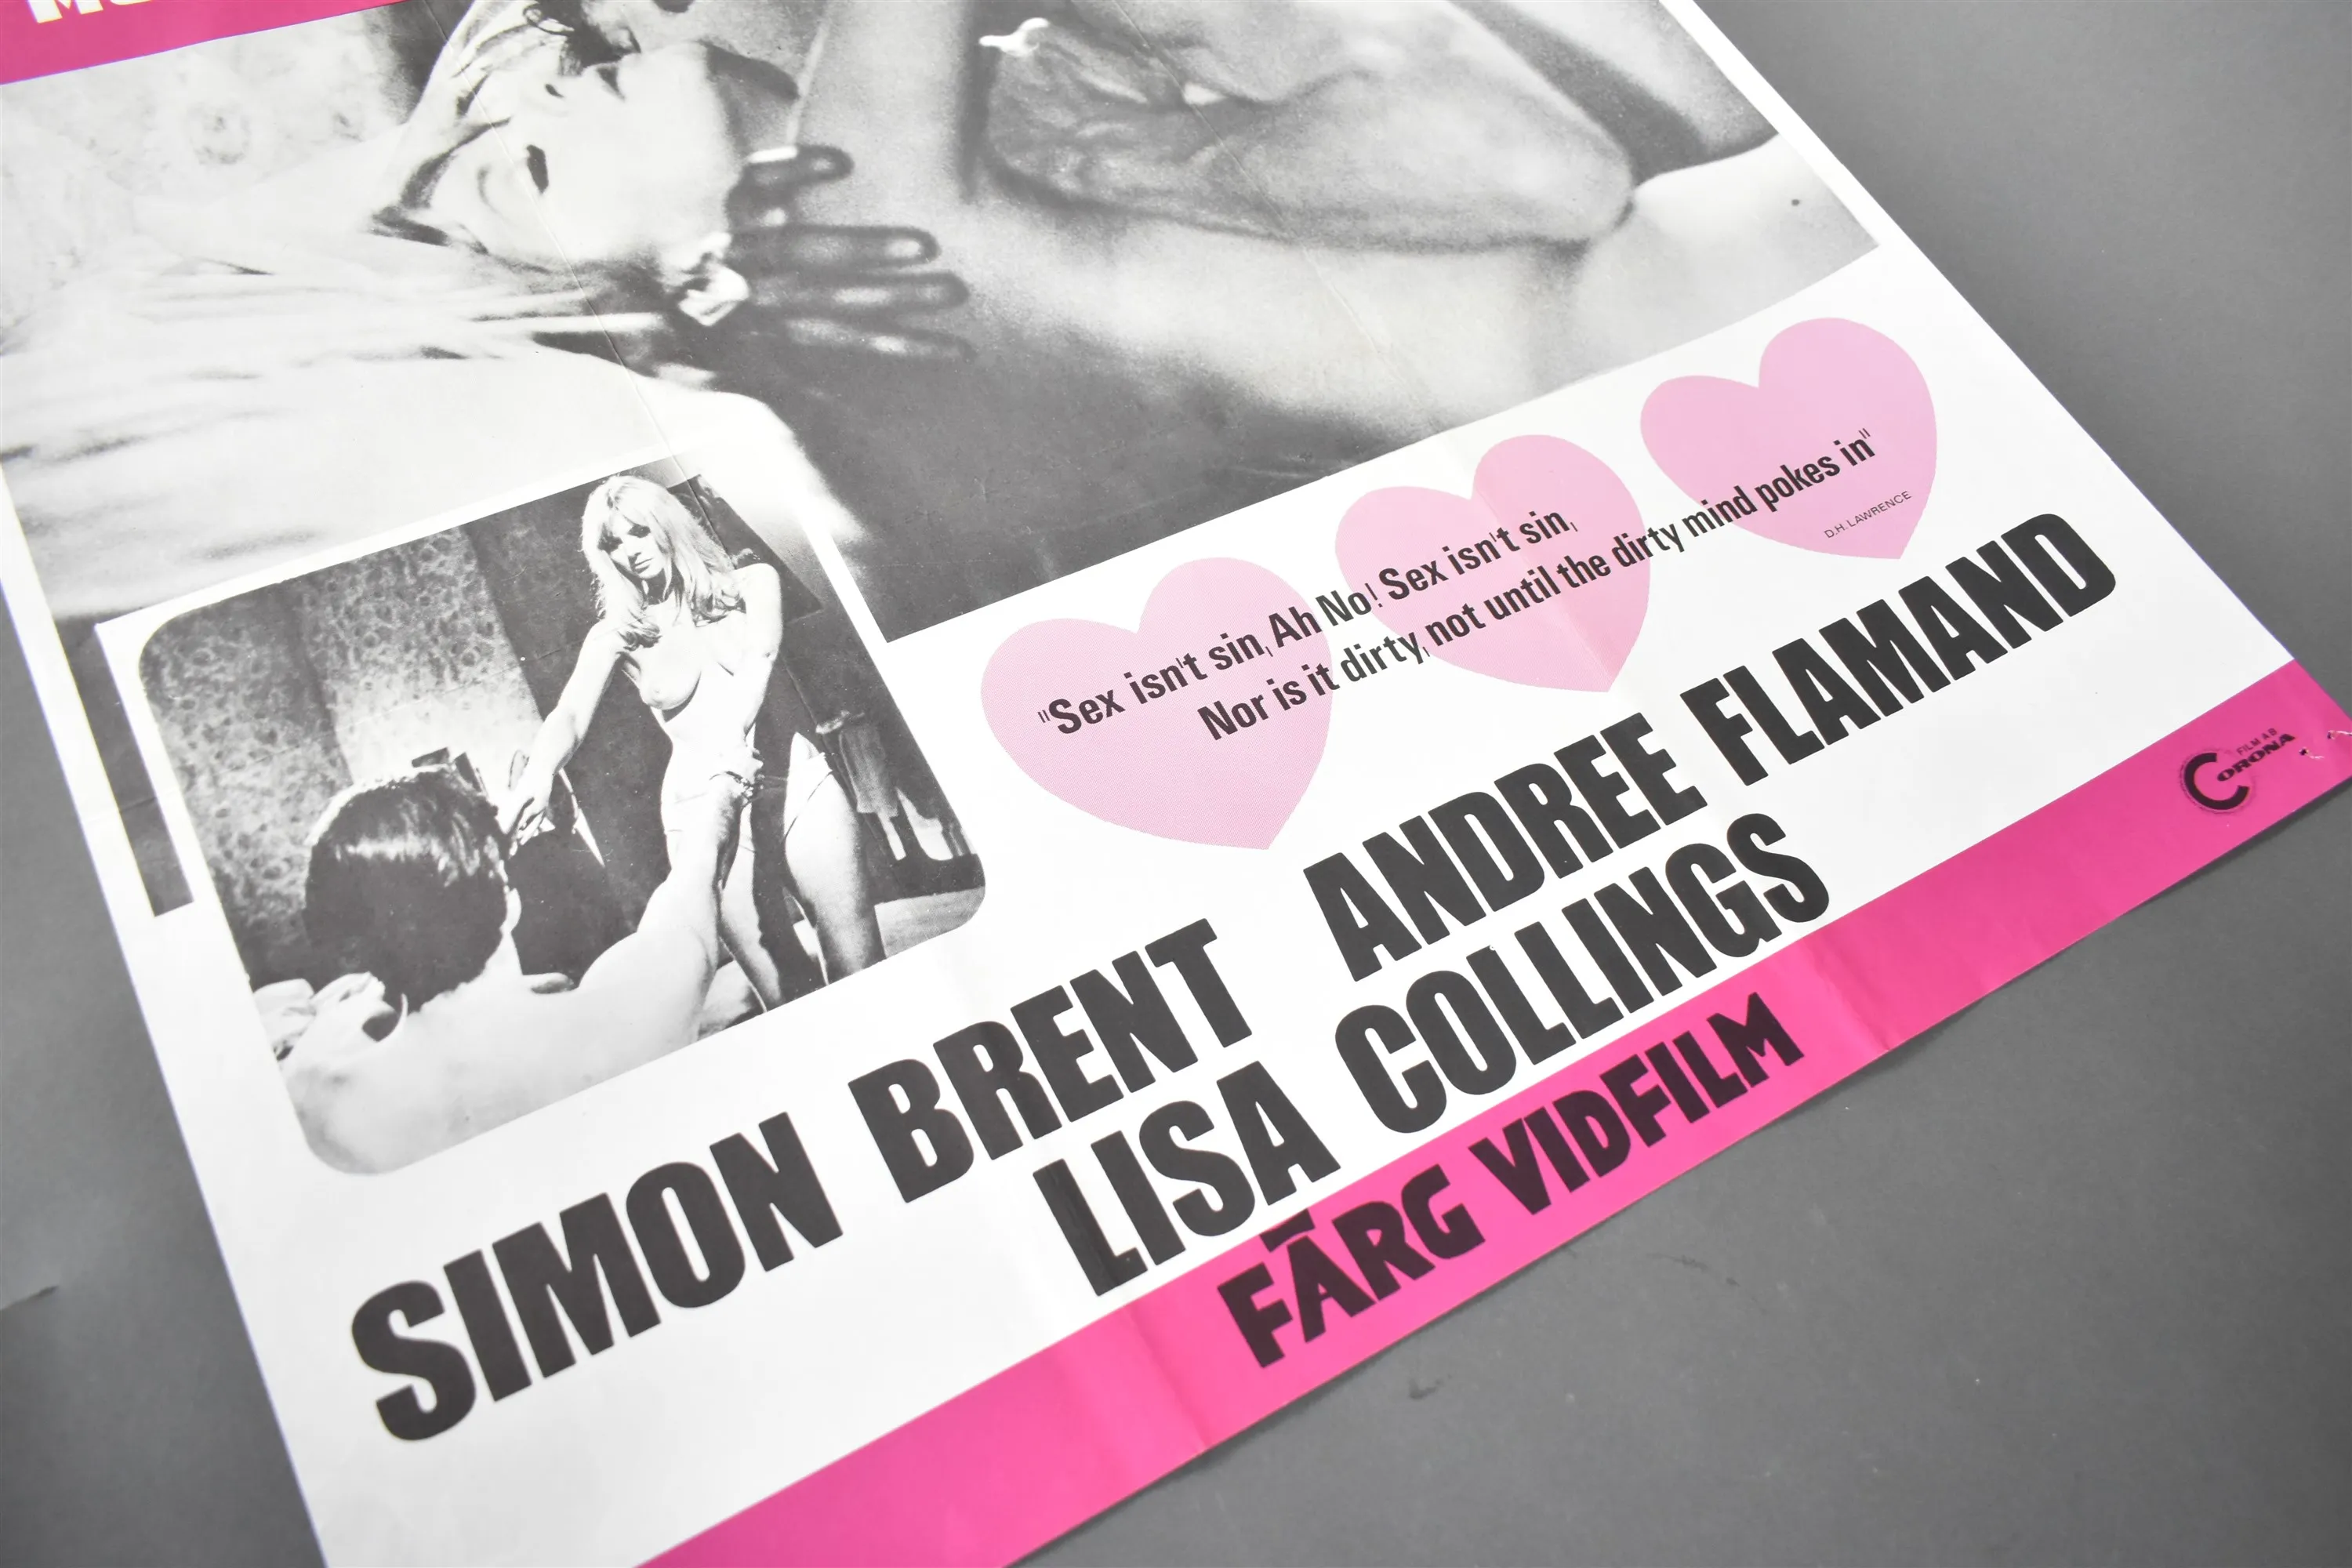 "Sex isn't sin, Ah No! Sex isn't sin,
Nor is it dirty, not until the dirty mind pokes in"
D.H. LAWRENCE
SIMON BRENT ANDREE FLAMAND
LISA COLLINGS
FÄRG VIDFILM
FILM AB
CORONA